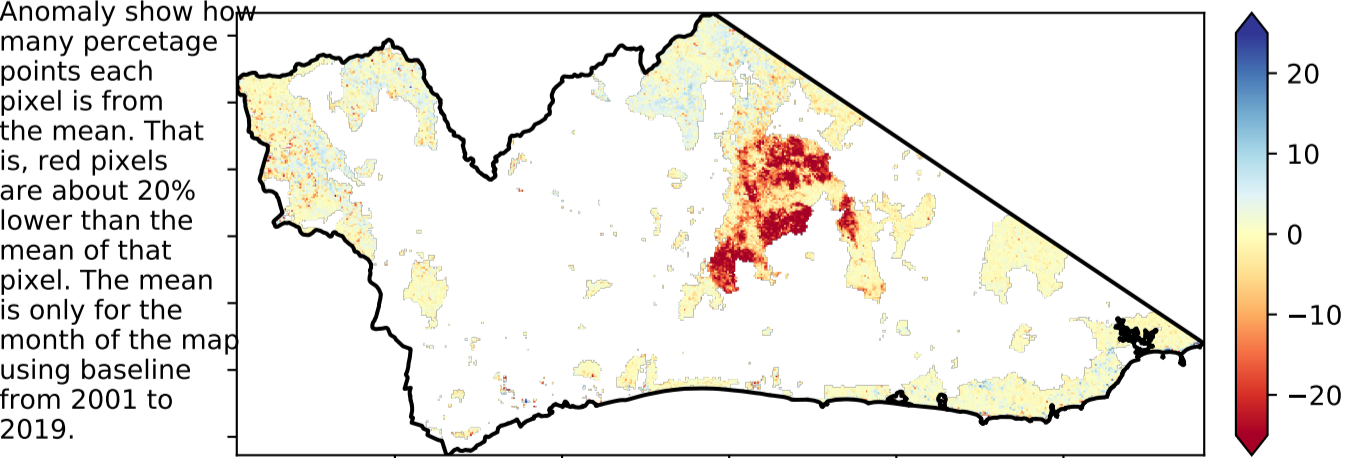 Anomaly show how
many percetage
points each
pixel is from
the mean. That
is, red pixels
are about 20%
lower than the
mean of that
pixel. The mean
is only for the
month of the map
using baseline
from 2001 to
2019.
20
10
0
−10
−20